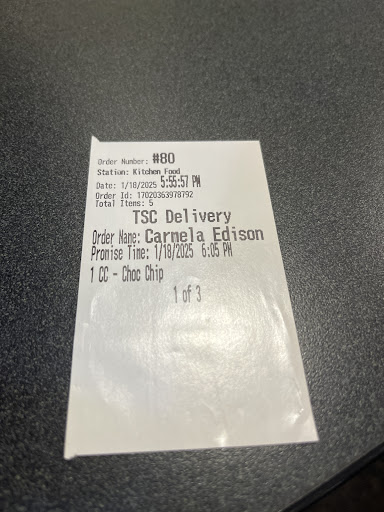 Order Number: #80
Station: Kitchen Food
Date: 1/18/2025 5:55:57 PM
Order Id: 17020363978792
Total Items: 5
TSC Delivery
Order Name: Carmela Edison
Promise Time: 1/18/2025 6:05 PM
1 CC - Choc Chip
1 of 3